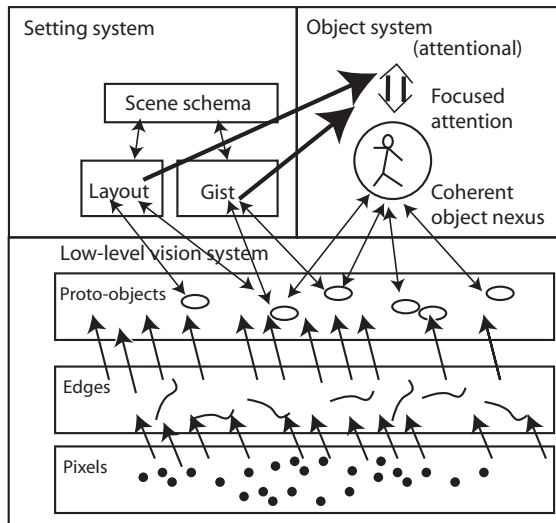 Setting system
Object system
(attentional)
Scene schema
Focused
attention
Layout
Gist
Coherent
object nexus
Low-level vision system
Proto-objects
Edges
Pixels